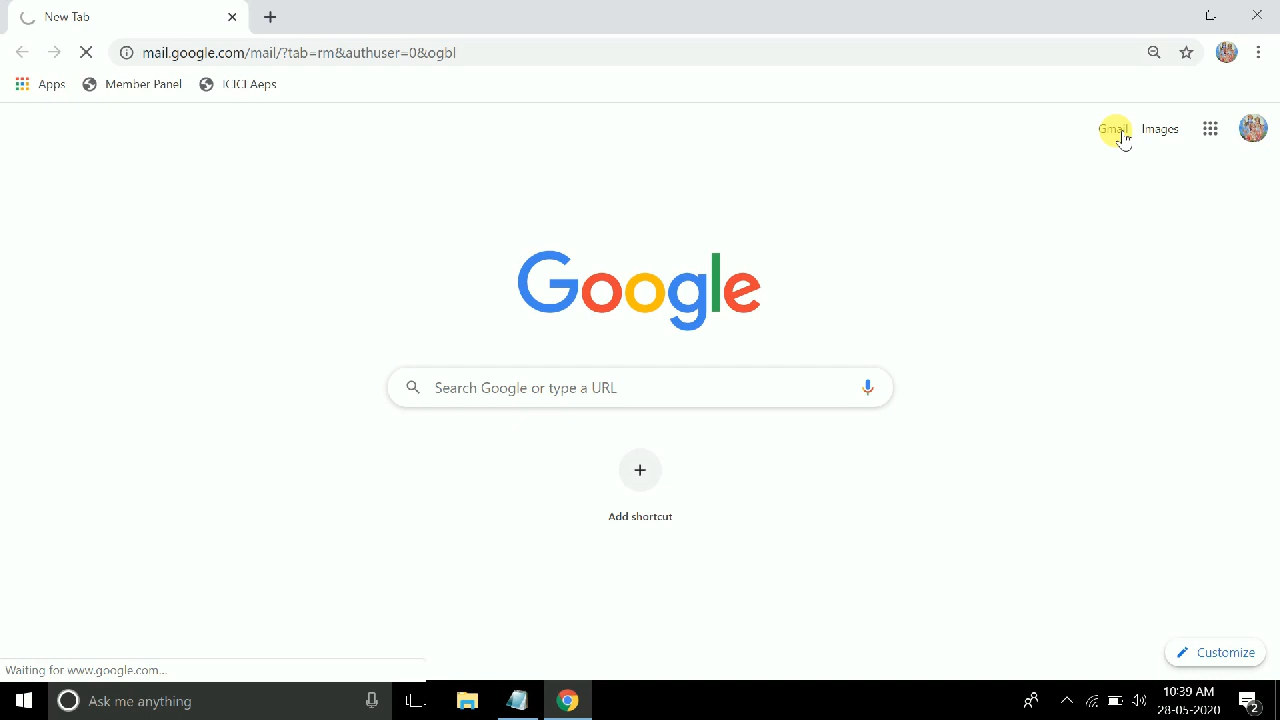 New Tab
mail.google.com/mail/?tab=rm&authuser=0&ogbl
Apps
Member Panel
ICICI Aeps
Gmail
Images
Google
Search Google or type a URL
Add shortcut
Customize
Waiting for www.google.com...
Ask me anything
10:39 AM
28-05-2020
2